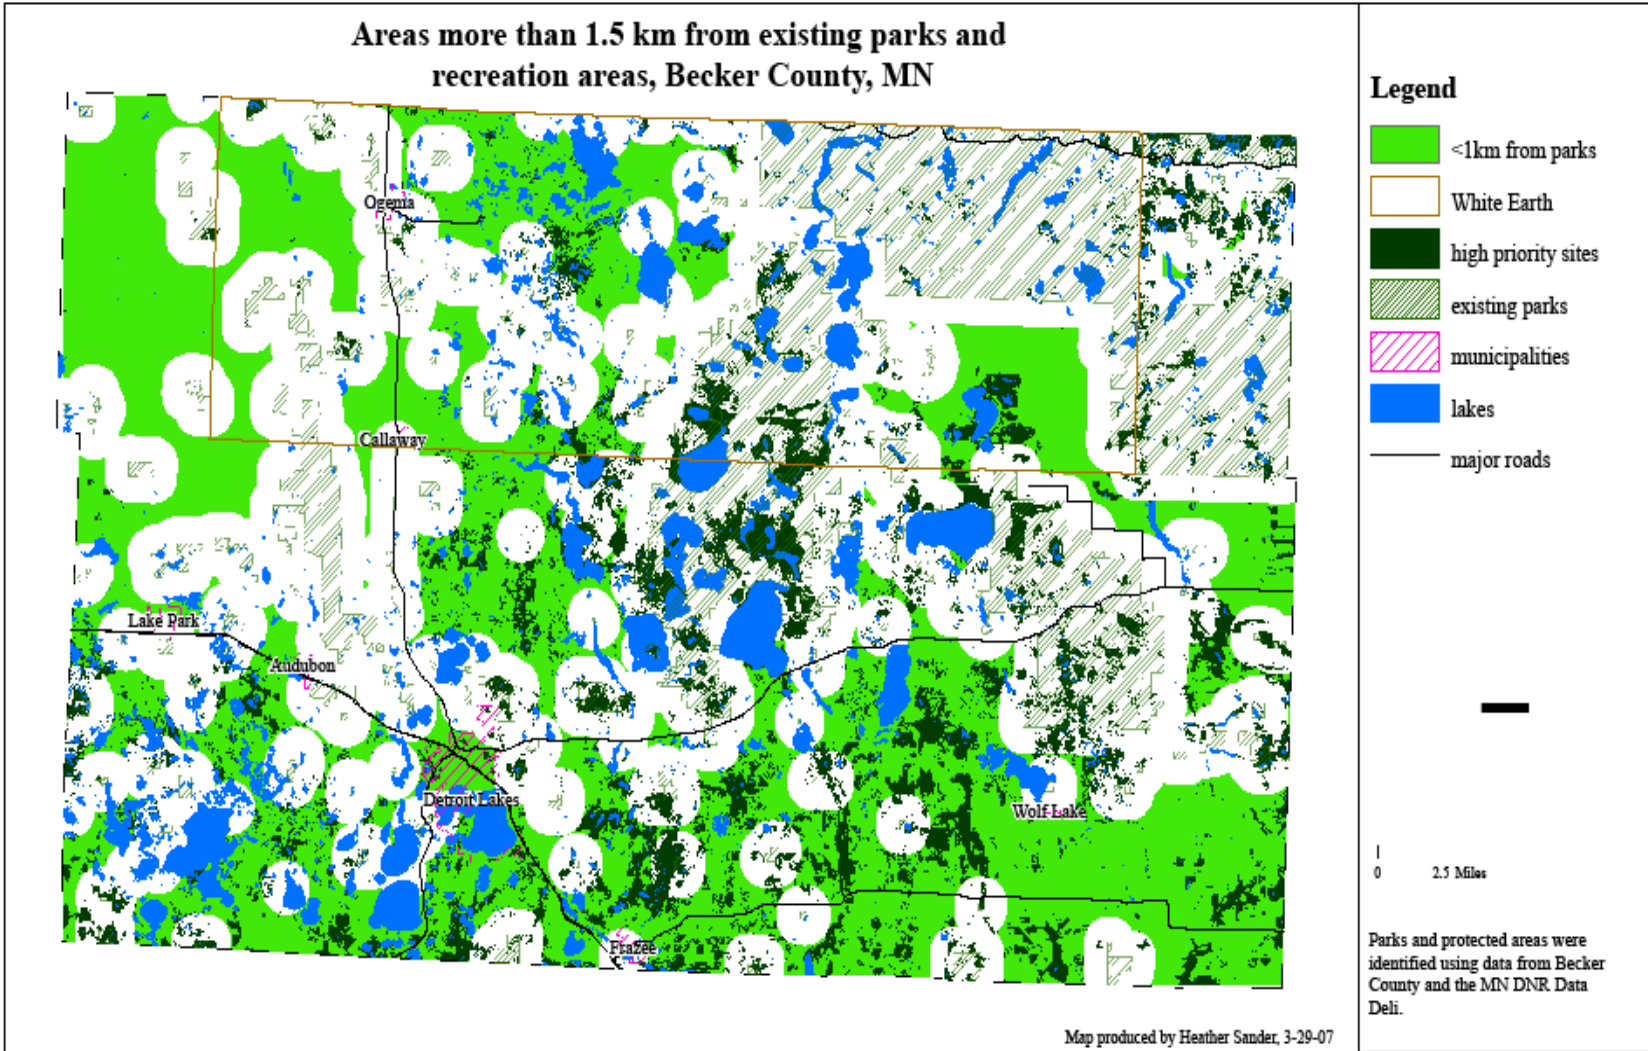 Areas more than 1.5 km from existing parks and
recreation areas, Becker County, MN
Ogema
Callaway
Lake Park
Audubon
Detroit Lakes
Wolf Lake
Frazee
Legend
<1km from parks
White Earth
high priority sites
existing parks
municipalities
lakes
major roads
0 2.5 Miles
Parks and protected areas were
identified using data from Becker
County and the MN DNR Data
Deli.
Map produced by Heather Sander, 3-29-07